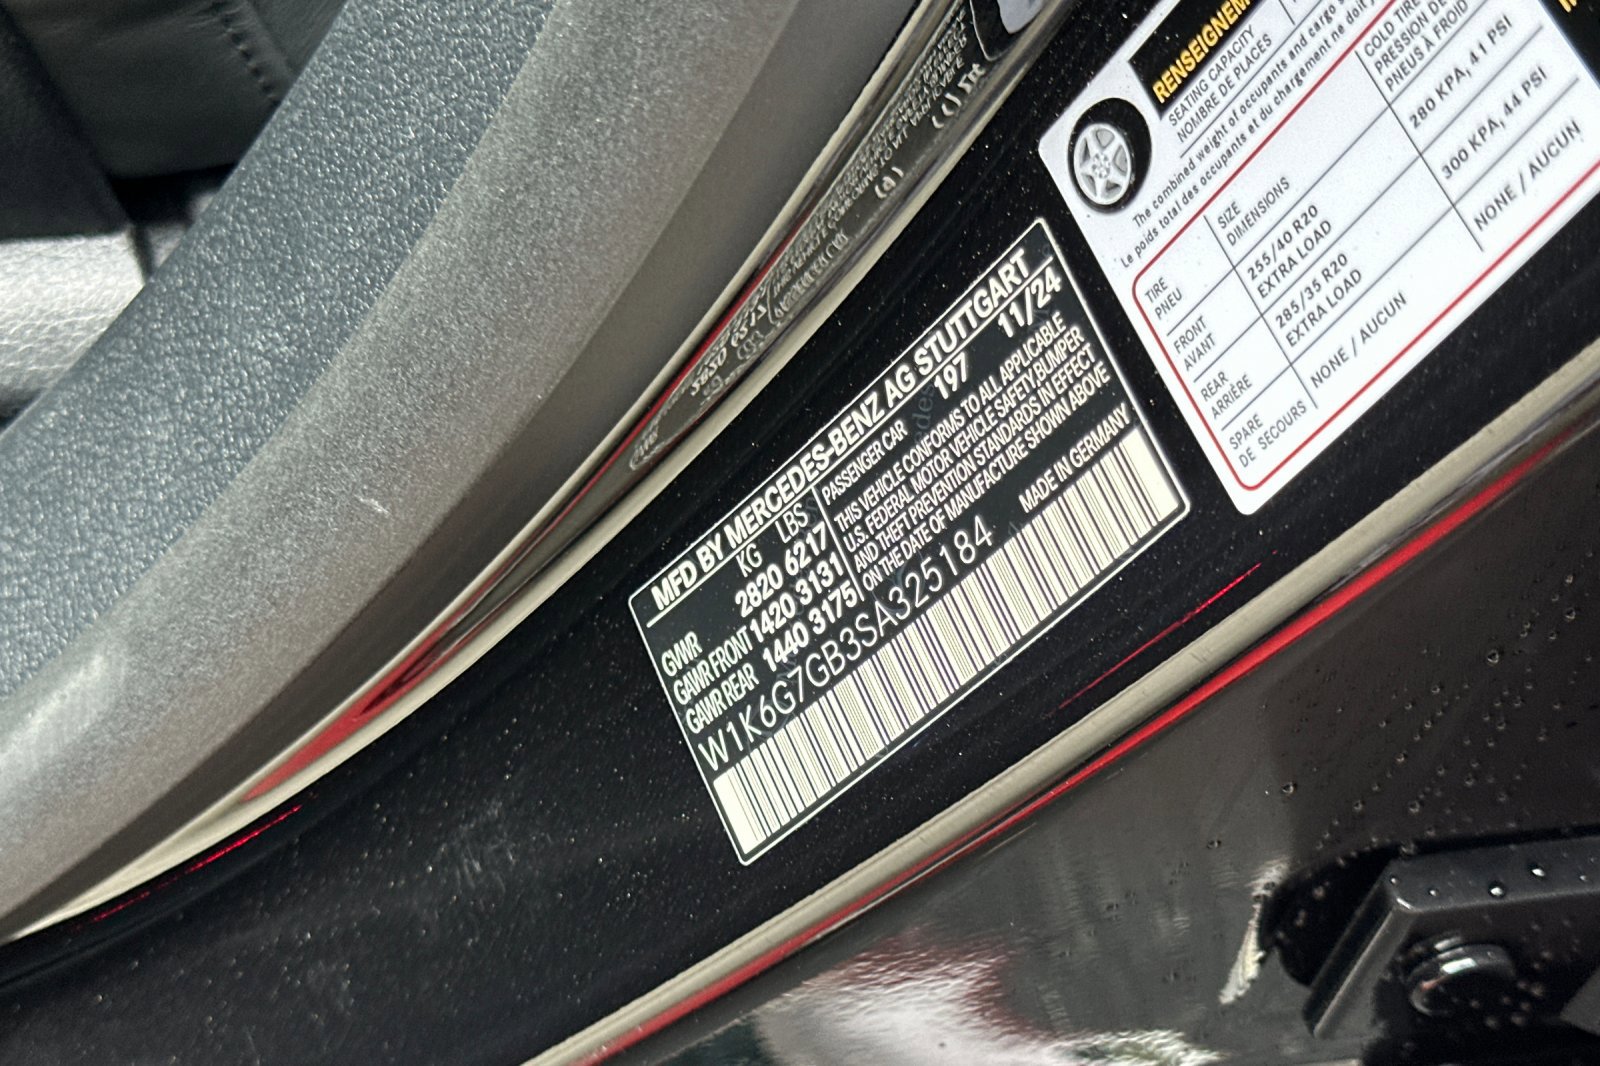 MFD BY MERCEDES-BENZ AG STUTTGART
KG LBS
GVWR 2820 6217
GAWR FRONT 1420 3131
GAWR REAR 1440 3175
PASSENGER CAR 197 11/24
THIS VEHICLE CONFORMS TO ALL APPLICABLE
U.S. FEDERAL MOTOR VEHICLE SAFETY BUMPER
AND THEFT PREVENTION STANDARDS IN EFFECT
ON THE DATE OF MANUFACTURE SHOWN ABOVE
MADE IN GERMANY
W1K6G7GB3SA325184
SEATING CAPACITY
NOMBRE DE PLACES
The combined weight of occupants and cargo
Le poids total des occupants et du chargement ne doit
TIRE
PNEU
SIZE
DIMENSIONS
COLD TIRE
PRESSION DE
PNEUS À FROID
FRONT
AVANT
255/40 R20
EXTRA LOAD
280 KPA, 41 PSI
REAR
ARRIÈRE
285/35 R20
EXTRA LOAD
300 KPA, 44 PSI
SPARE
DE SECOURS
NONE / AUCUN
NONE / AUCUN